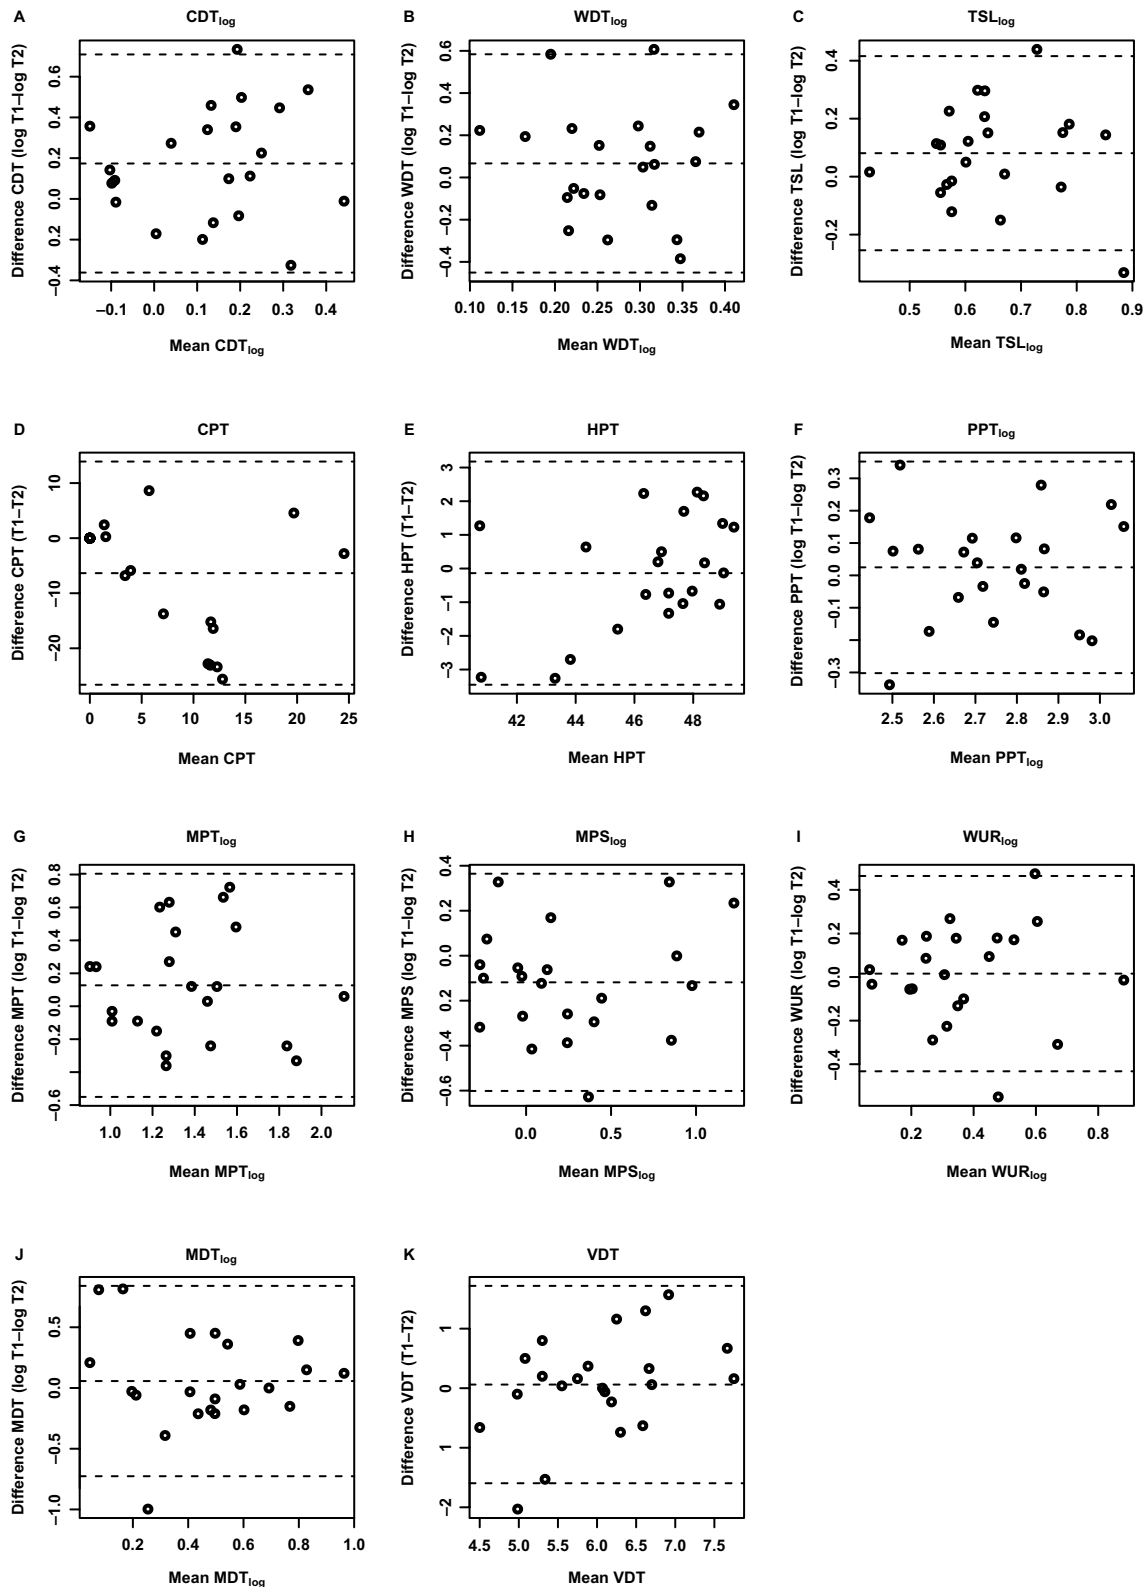 A
CDTlog
Difference CDT (log T1–log T2)
0.6
0.4
0.2
0.0
0.2
−0.4
−0.1 0.0 0.1 0.2 0.3 0.4
Mean CDTlog
B
WDTlog
Difference WDT (log T1–log T2)
0.6
0.4
0.2
0.0
−0.2
−0.4
0.10 0.15 0.20 0.25 0.30 0.35 0.40
Mean WDTlog
C
TSLlog
Difference TSL (log T1–log T2)
0.4
0.2
0.0
−0.2
0.5 0.6 0.7 0.8 0.9
Mean TSLlog
D
CPT
Difference CPT (T1–T2)
10
0
−10
−20
0 5 10 15 20 25
Mean CPT
E
HPT
Difference HPT (T1–T2)
3
2
1
0
−1
−2
−3
42 44 46 48
Mean HPT
F
PPTlog
Difference PPT (log T1–log T2)
0.3
0.1
0.0
−0.1
−0.3
2.5 2.6 2.7 2.8 2.9 3.0
Mean PPTlog
G
MPTlog
Difference MPT (log T1–log T2)
0.8
0.6
0.4
0.2
0.0
−0.2
−0.6
1.0 1.2 1.4 1.6 1.8 2.0
Mean MPTlog
H
MPSlog
Difference MPS (log T1–log T2)
0.4
0.2
0.0
0.2
−0.4
−0.6
0.0 0.5 1.0
Mean MPSlog
I
WURlog
Difference WUR (log T1–log T2)
0.4
0.2
0.0
−0.2
−0.4
0.2 0.4 0.6 0.8
Mean WURlog
J
MDTlog
Difference MDT (log T1–log T2)
0.5
0.0
−0.5
−1.0
0.2 0.4 0.6 0.8 1.0
Mean MDTlog
K
VDT
Difference VDT (T1–T2)
1
0
1
−2
4.5 5.0 5.5 6.0 6.5 7.0 7.5
Mean VDT